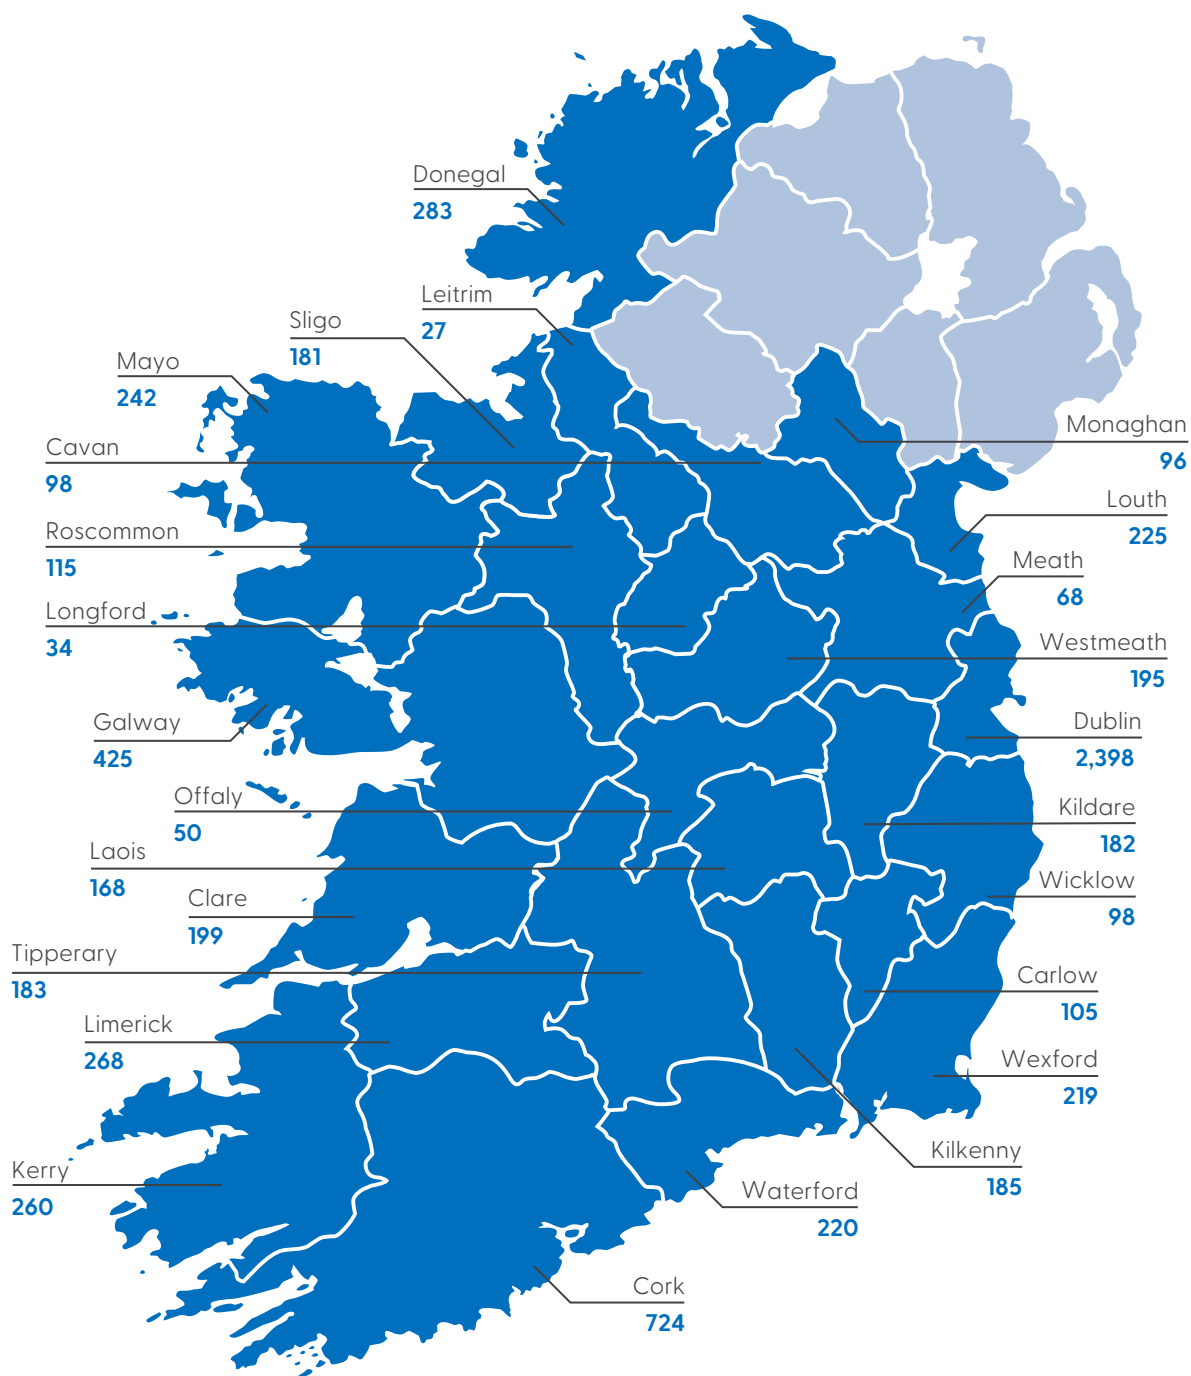 Donegal
283
Leitrim
27
Sligo
181
Mayo
242
Cavan
98
Roscommon
115
Longford
34
Galway
425
Offaly
50
Laois
168
Clare
199
Tipperary
183
Limerick
268
Kerry
260
Monaghan
96
Louth
225
Meath
68
Westmeath
195
Dublin
2,398
Kildare
182
Wicklow
98
Carlow
105
Wexford
219
Kilkenny
185
Waterford
220
Cork
724